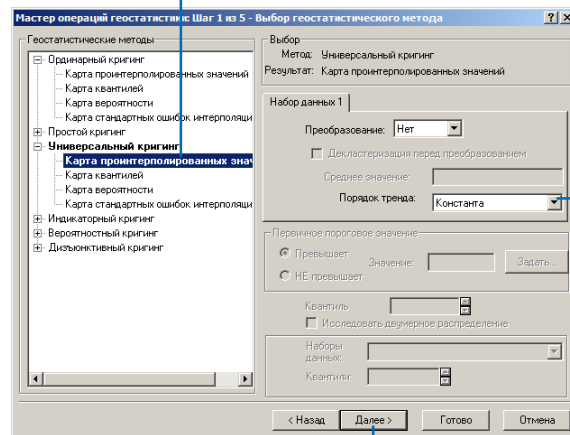 Мастер операций геостатистики: Шаг 1 из 5 - Выбор геостатистического метода
Геостатистические методы
Ординарный кригинг
Карта проинтерполированных значений
Карта квантилей
Карта вероятности
Карта стандартных ошибок интерполяци
Простой кригинг
Универсальный кригинг
Карта проинтерполированных знач
Карта квантилей
Карта вероятности
Карта стандартных ошибок интерполяци
Индикаторный кригинг
Вероятностный кригинг
Дизъюнктивный кригинг
Выбор
Метод: Универсальный кригинг
Результат: Карта проинтерполированных значений
Набор данных 1
Преобразование: Нет
Декластеризация перед преобразованием
Среднее значение:
Порядок тренда: Константа
Первичное пороговое значение
Превышает
Значение:
Задать...
НЕ превышает
Квантиль
Исследовать двумерное распределение
Наборы данных:
Квантили:
< Назад
Далее >
Готово
Отмена